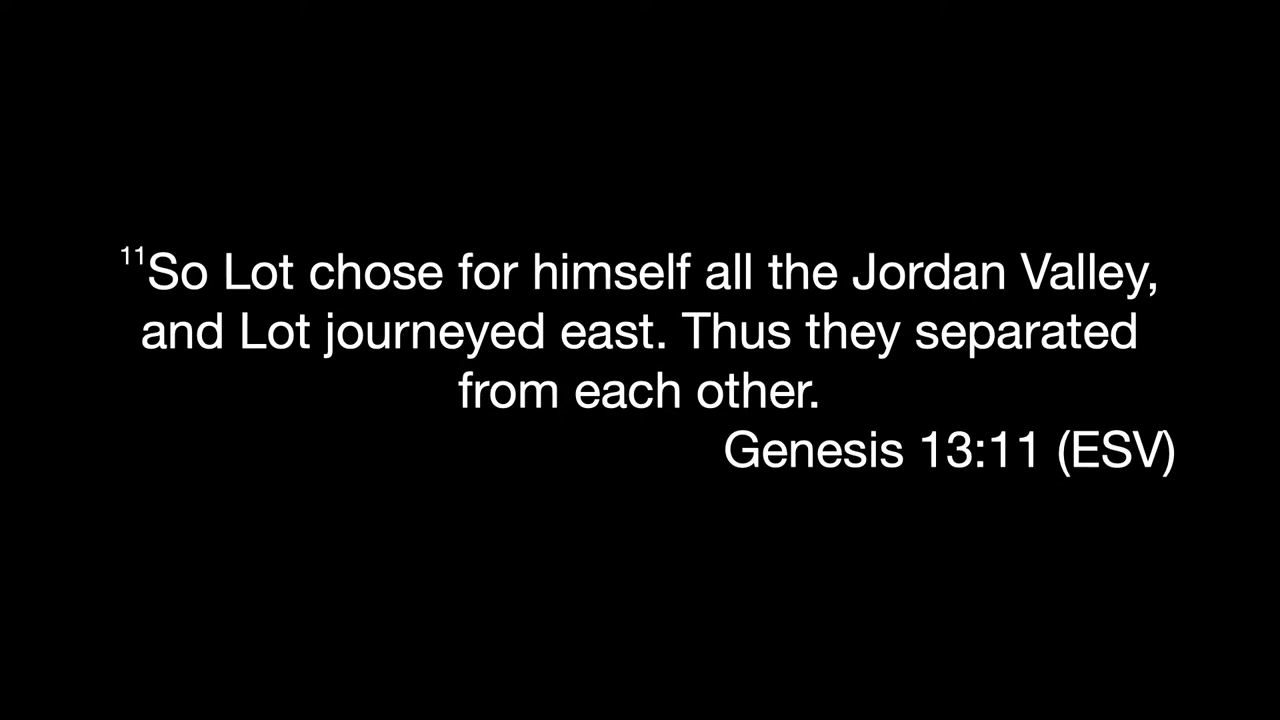 11So Lot chose for himself all the Jordan Valley,
and Lot journeyed east. Thus they separated
from each other.
Genesis 13:11 (ESV)